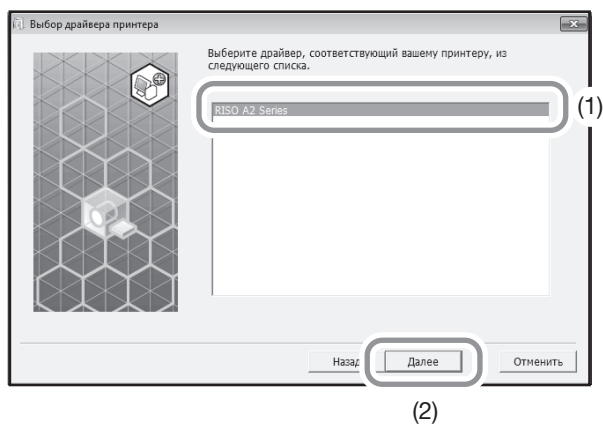 Выбор драйвера принтера
Выберите драйвер, соответствующий вашему принтеру, из
следующего списка.
RISO A2 Series
(1)
Назад
Далее
Отменить
(2)